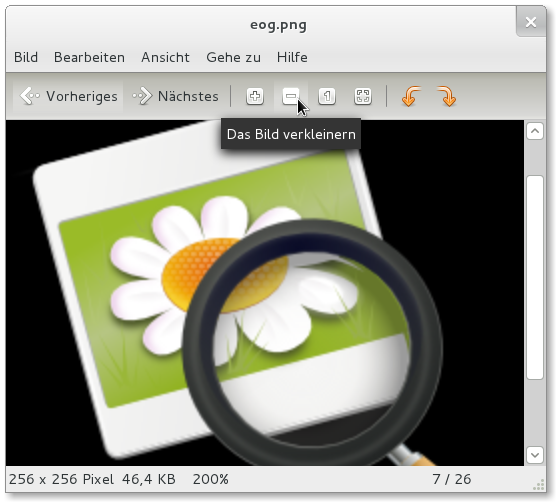 eog.png
Bild Bearbeiten Ansicht Gehe zu Hilfe
Vorheriges Nächstes 1
Das Bild verkleinern
256 x 256 Pixel 46,4 KB 200% 7 / 26